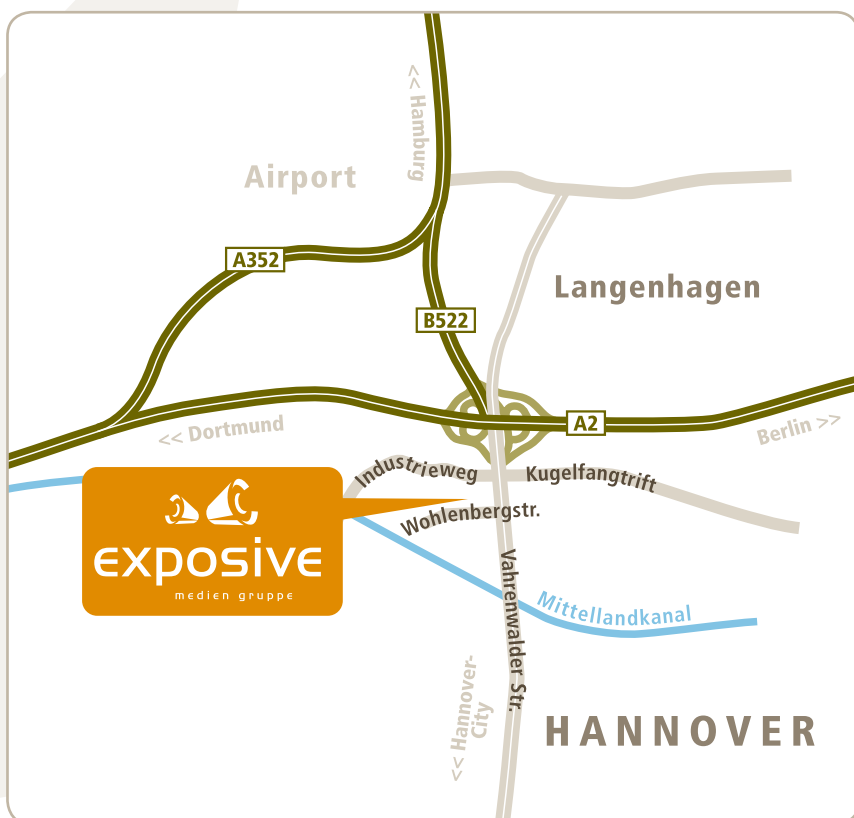 << Hamburg
Airport
A352
Langenhagen
B522
A2
<< Dortmund
Berlin >>
Industrieweg
Kugelfangtrift
Wohlenbergstr.
exposive
medien gruppe
Vahrenwalder Str.
Mittellandkanal
<< Hannover-
City
HANNOVER